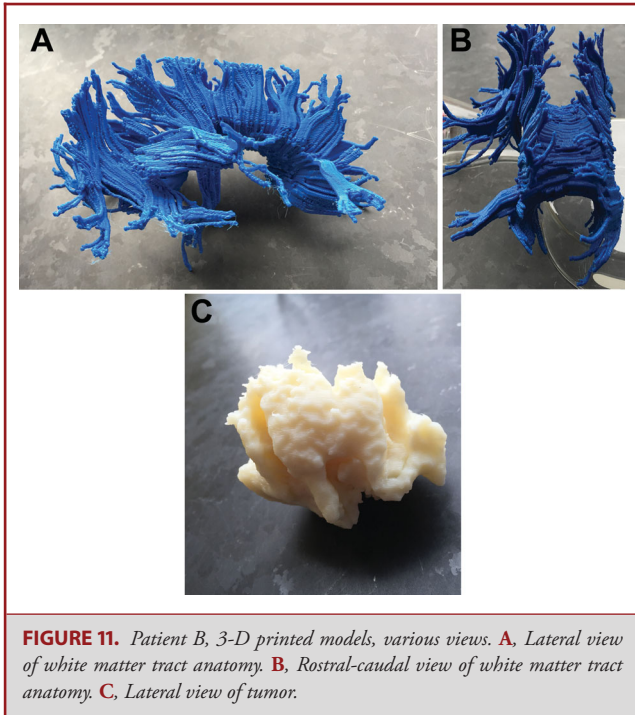 A
B
C
FIGURE 11. Patient B, 3-D printed models, various views. A, Lateral view
of white matter tract anatomy. B, Rostral-caudal view of white matter tract
anatomy. C, Lateral view of tumor.